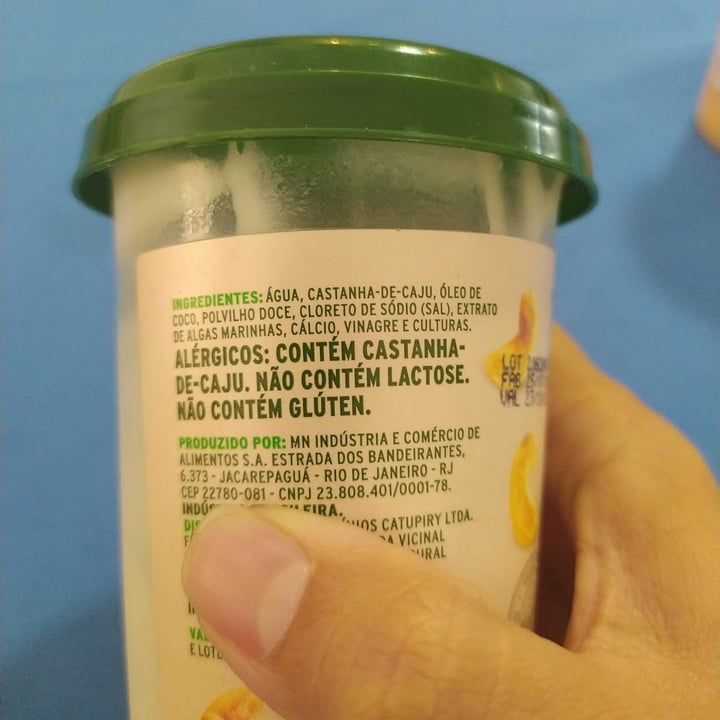 INGREDIENTES: ÁGUA, CASTANHA-DE-CAJU, ÓLEO DE
COCO, POLVILHO DOCE, CLORETO DE SÓDIO (SAL), EXTRATO
DE ALGAS MARINHAS, CÁLCIO, VINAGRE E CULTURAS.
ALÉRGICOS: CONTÉM CASTANHA-
DE-CAJU. NÃO CONTÉM LACTOSE.
NÃO CONTÉM GLÚTEN.
LOT
FAB
VAL
PRODUZIDO POR: MN INDÚSTRIA E COMÉRCIO DE
ALIMENTOS S.A. ESTRADA DOS BANDEIRANTES,
6.373 - JACAREPAGUÁ - RIO DE JANEIRO - RJ
CEP 22780-081 - CNPJ 23.808.401/0001-78.
CATUPIRY LTDA.
VICINAL
E